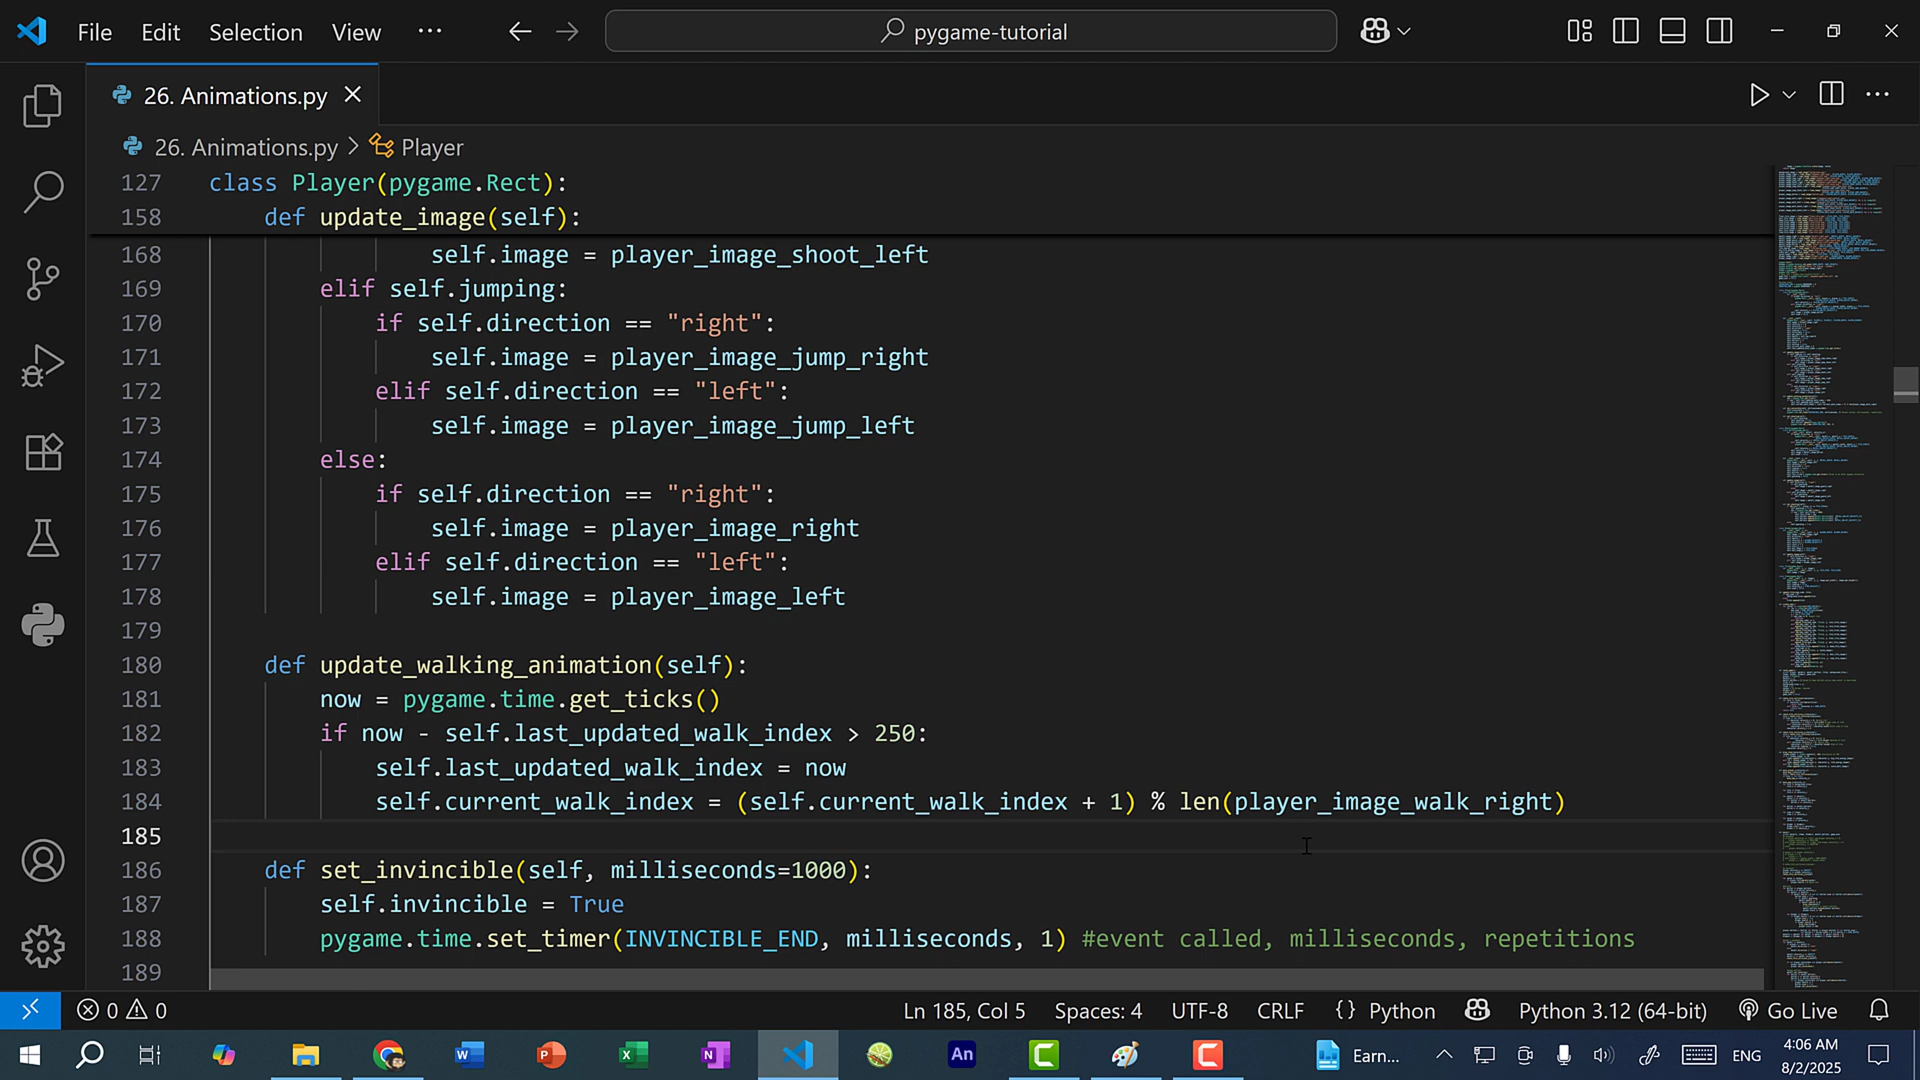 File Edit Selection View ··· pygame-tutorial
26. Animations.py
26. Animations.py > Player
127 class Player(pygame.Rect):
158 def update_image(self):
168 self.image = player_image_shoot_left
169 elif self.jumping:
170 if self.direction == "right":
171 self.image = player_image_jump_right
172 elif self.direction == "left":
173 self.image = player_image_jump_left
174 else:
175 if self.direction == "right":
176 self.image = player_image_right
177 elif self.direction == "left":
178 self.image = player_image_left
179
180 def update_walking_animation(self):
181 now = pygame.time.get_ticks()
182 if now - self.last_updated_walk_index > 250:
183 self.last_updated_walk_index = now
184 self.current_walk_index = (self.current_walk_index + 1) % len(player_image_walk_right)
185
186 def set_invincible(self, milliseconds=1000):
187 self.invincible = True
188 pygame.time.set_timer(INVINCIBLE_END, milliseconds, 1) #event called, milliseconds, repetitions
189
0 0 Ln 185, Col 5 Spaces: 4 UTF-8 CRLF {} Python Python 3.12 (64-bit) Go Live
An Earn... ENG 4:06 AM
8/2/2025